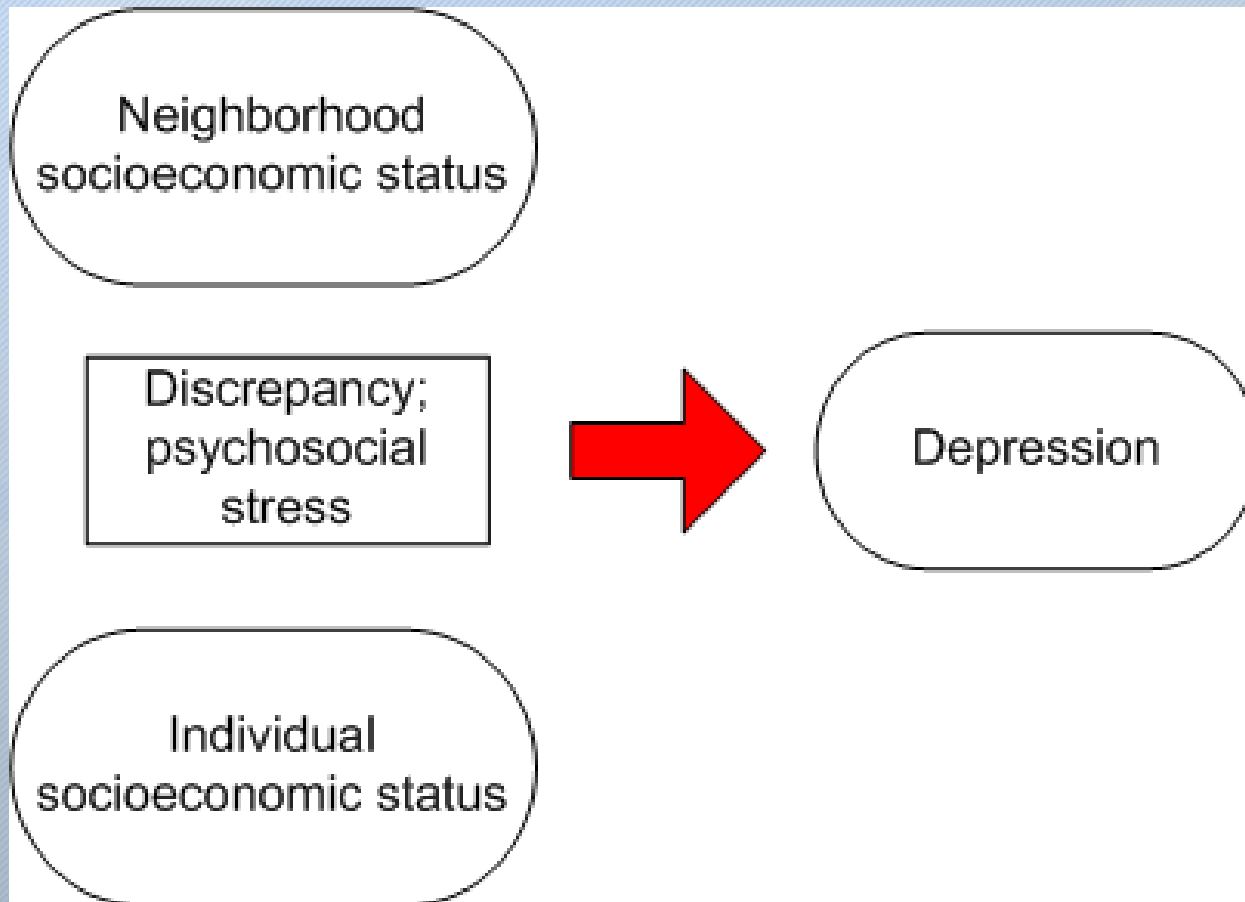 Neighborhood
socioeconomic status
Discrepancy;
psychosocial
stress
Depression
Individual
socioeconomic status